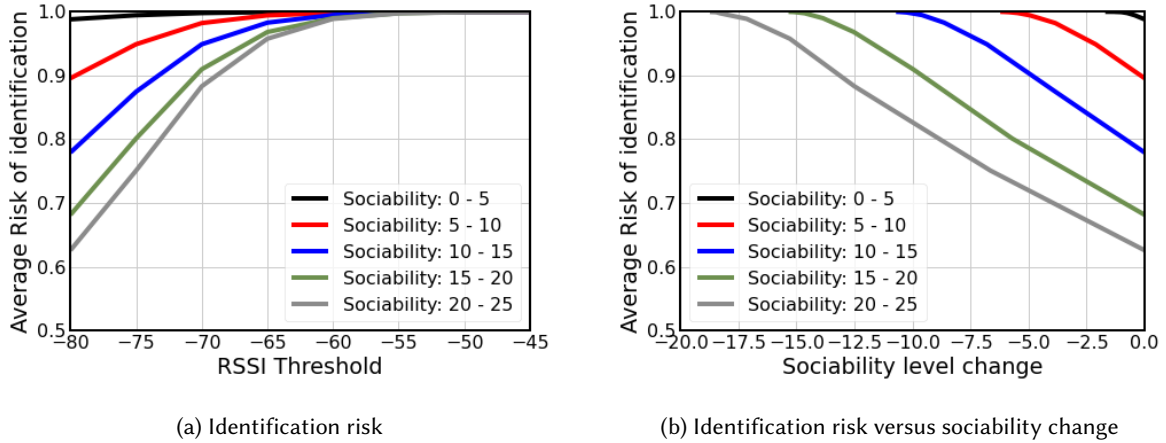 1.0
0.9
0.8
0.7
0.6
0.5
Average Risk of identification
−80 −75 −70 −65 −60 −55 −50 −45
RSSI Threshold
Sociability: 0 - 5
Sociability: 5 - 10
Sociability: 10 - 15
Sociability: 15 - 20
Sociability: 20 - 25
(a) Identification risk
1.0
0.9
0.8
0.7
0.6
0.5
Average Risk of identification
−20.0 −17.5 −15.0 −12.5 −10.0 −7.5 −5.0 −2.5 0.0
Sociability level change
Sociability: 0 - 5
Sociability: 5 - 10
Sociability: 10 - 15
Sociability: 15 - 20
Sociability: 20 - 25
(b) Identification risk versus sociability change